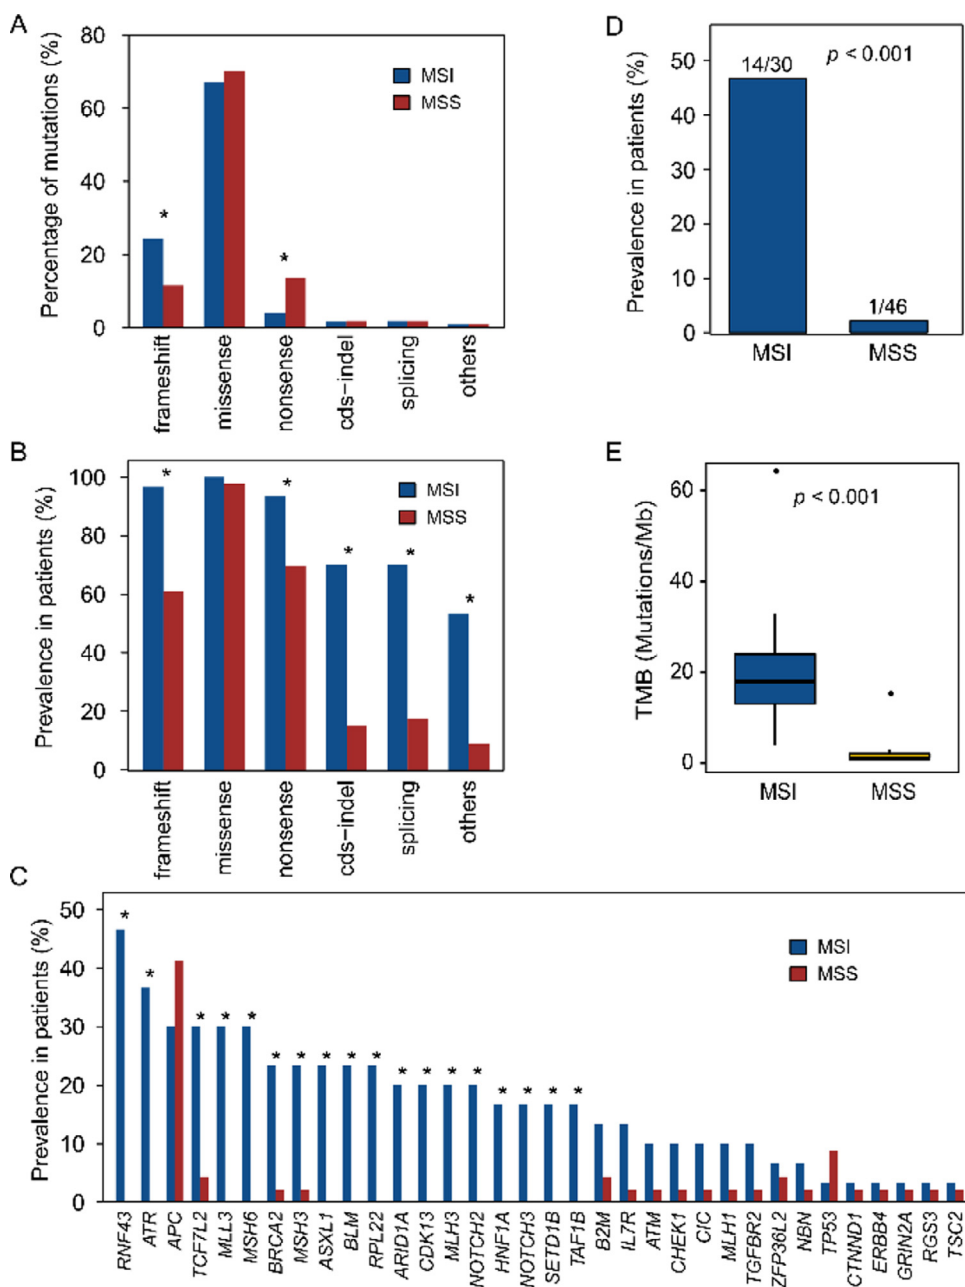 A
Percentage of mutations (%)
80
60
40
20
0
MSI
MSS
*
*
frameshift
missense
nonsense
cds-indel
splicing
others
D
Prevalence in patients (%)
50
40
30
20
10
0
14/30
p < 0.001
1/46
MSI
MSS
B
Prevalence in patients (%)
100
80
60
40
20
0
MSI
MSS
*
*
*
*
*
frameshift
missense
nonsense
cds-indel
splicing
others
E
TMB (Mutations/Mb)
60
40
20
0
p < 0.001
MSI
MSS
C
Prevalence in patients (%)
50
40
30
20
10
0
MSI
MSS
*
*
* * *
* * * * *
* * * *
* * * *
RNF43
ATR
APC
TCF7L2
MLL3
MSH6
BRCA2
MSH3
ASXL1
BLM
RPL22
ARID1A
CDK13
MLH3
NOTCH2
HNF1A
NOTCH3
SETD1B
TAF1B
B2M
IL7R
ATM
CHEK1
CIC
MLH1
TGFBR2
ZFP36L2
NBN
TP53
CTNND1
ERBB4
GRIN2A
RGS3
TSC2